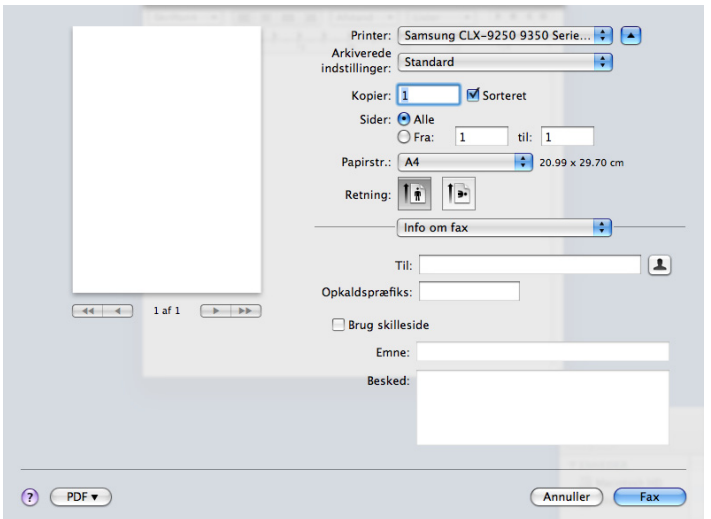 Printer: Samsung CLX-9250 9350 Serie...
Arkiverede
indstillinger: Standard
Kopier: 1 Sorteret
Sider: Alle
Fra: 1 til: 1
Papirstr.: A4 20.99 x 29.70 cm
Retning:
Info om fax
Til:
Opkaldspræfiks:
1 af 1
Brug skilleside
Emne:
Besked:
? PDF Annuller Fax